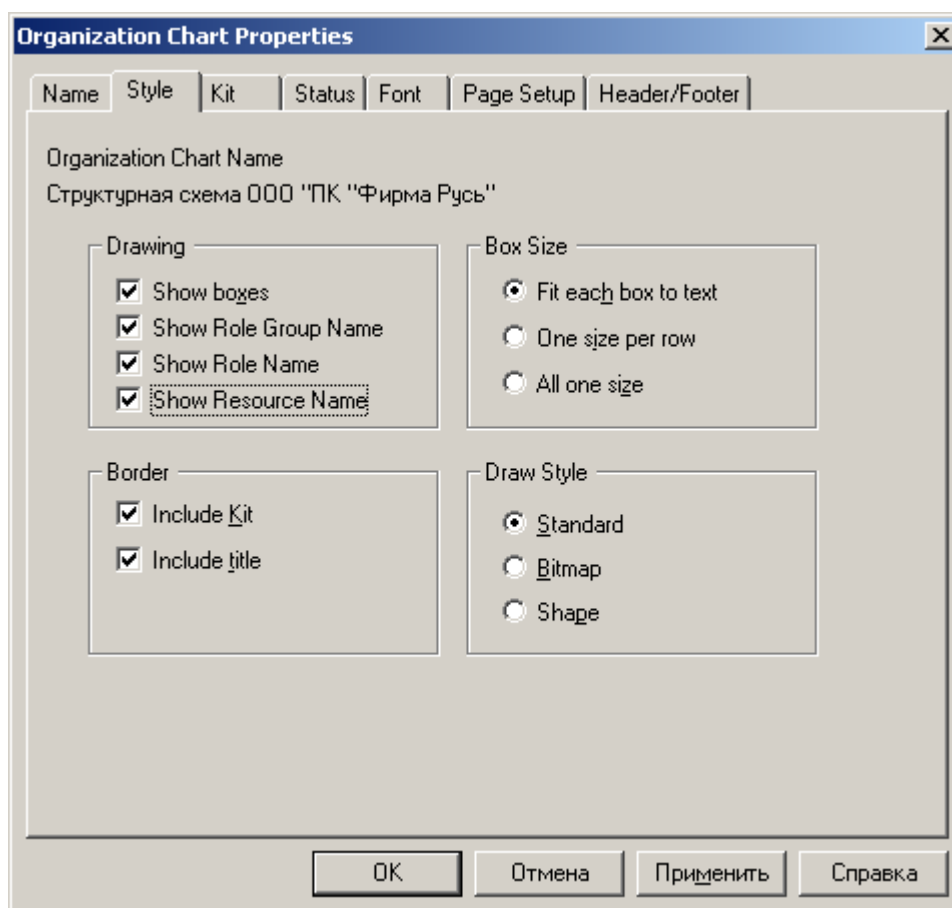 Organization Chart Properties
Name Style Kit Status Font Page Setup Header/Footer
Organization Chart Name
Структурная схема ООО "ПК "Фирма Русь"
Drawing
Show boxes
Show Role Group Name
Show Role Name
Show Resource Name
Box Size
Fit each box to text
One size per row
All one size
Border
Include Kit
Include title
Draw Style
Standard
Bitmap
Shape
OK Отмена Применить Справка